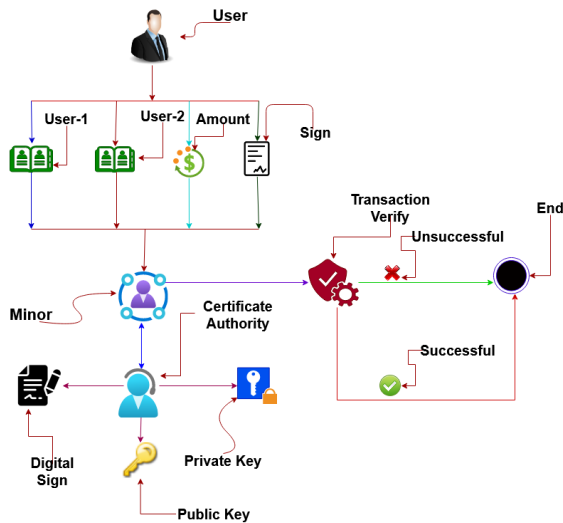 User
User-1
User-2
Amount
Sign
Transaction
Verify
End
Unsuccessful
Minor
Certificate
Authority
Successful
Digital
Sign
Private Key
Public Key